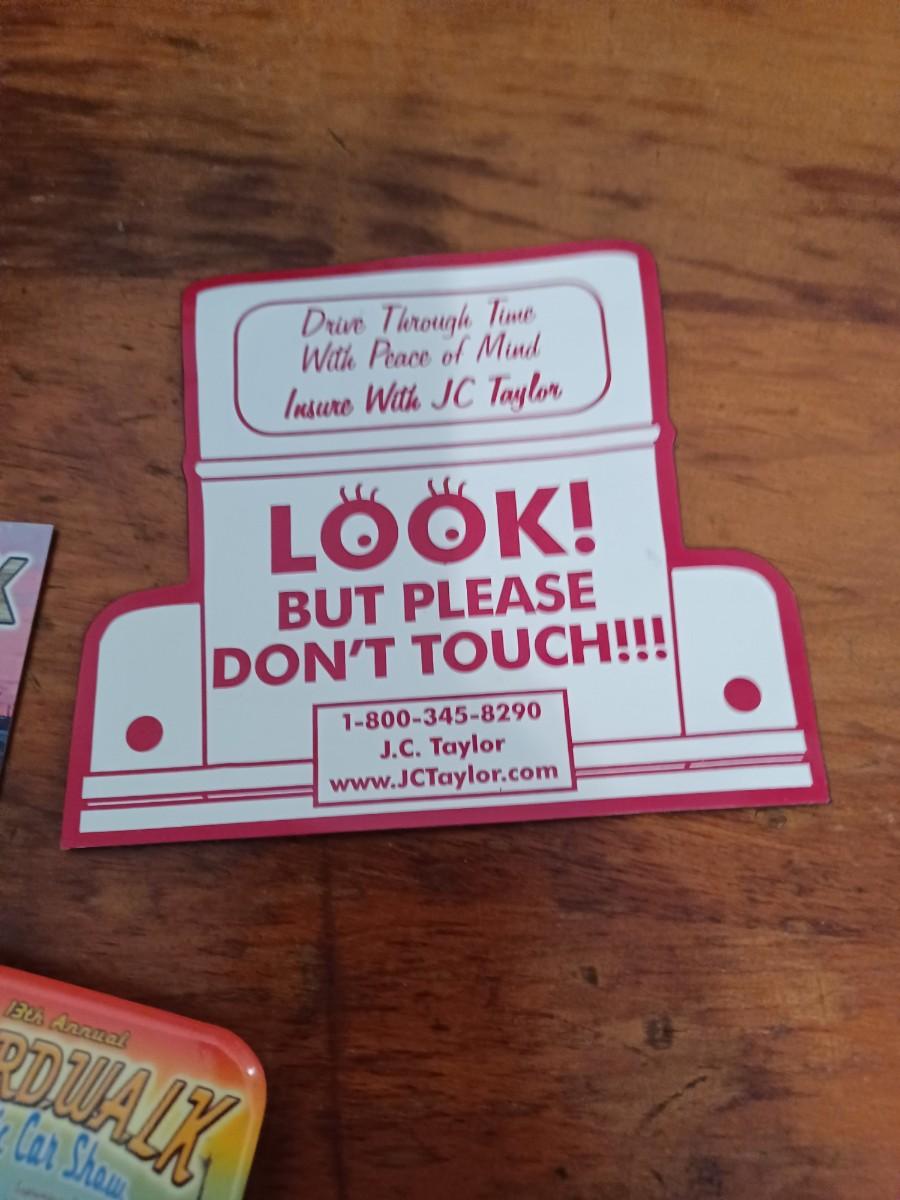 Drive Through Time
With Peace of Mind
Insure With JC Taylor
LOOK!
BUT PLEASE
DON'T TOUCH!!!
1-800-345-8290
J.C. Taylor
www.JCTaylor.com
13th Annual
RDWALK
Car Show